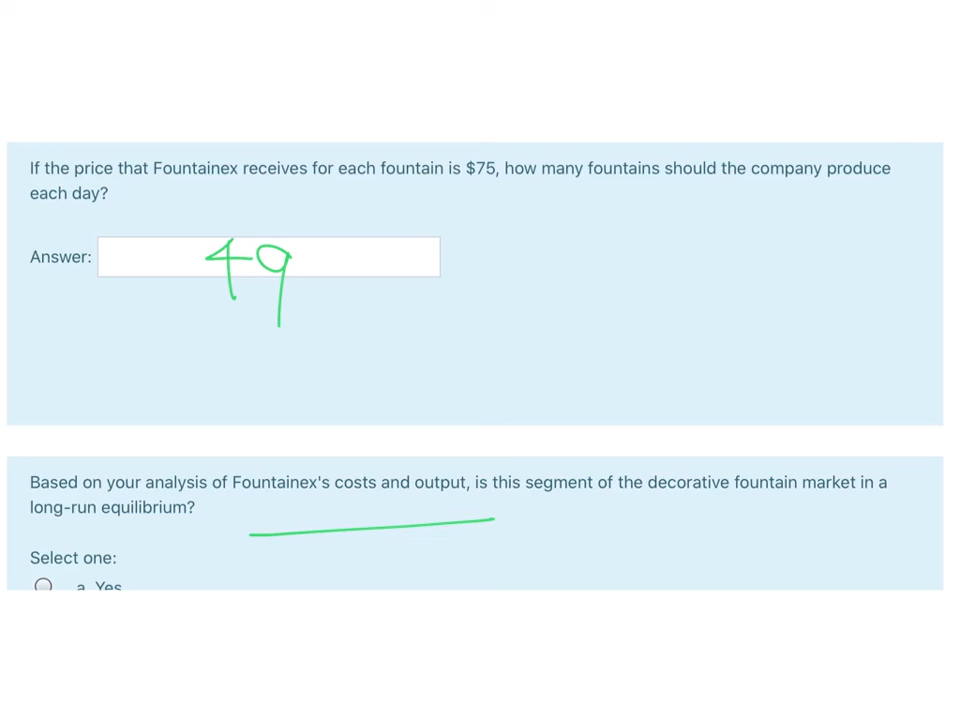 If the price that Fountainex receives for each fountain is $75, how many fountains should the company produce
each day?
Answer: 49
Based on your analysis of Fountainex's costs and output, is this segment of the decorative fountain market in a
long-run equilibrium?
Select one:
a. Yes